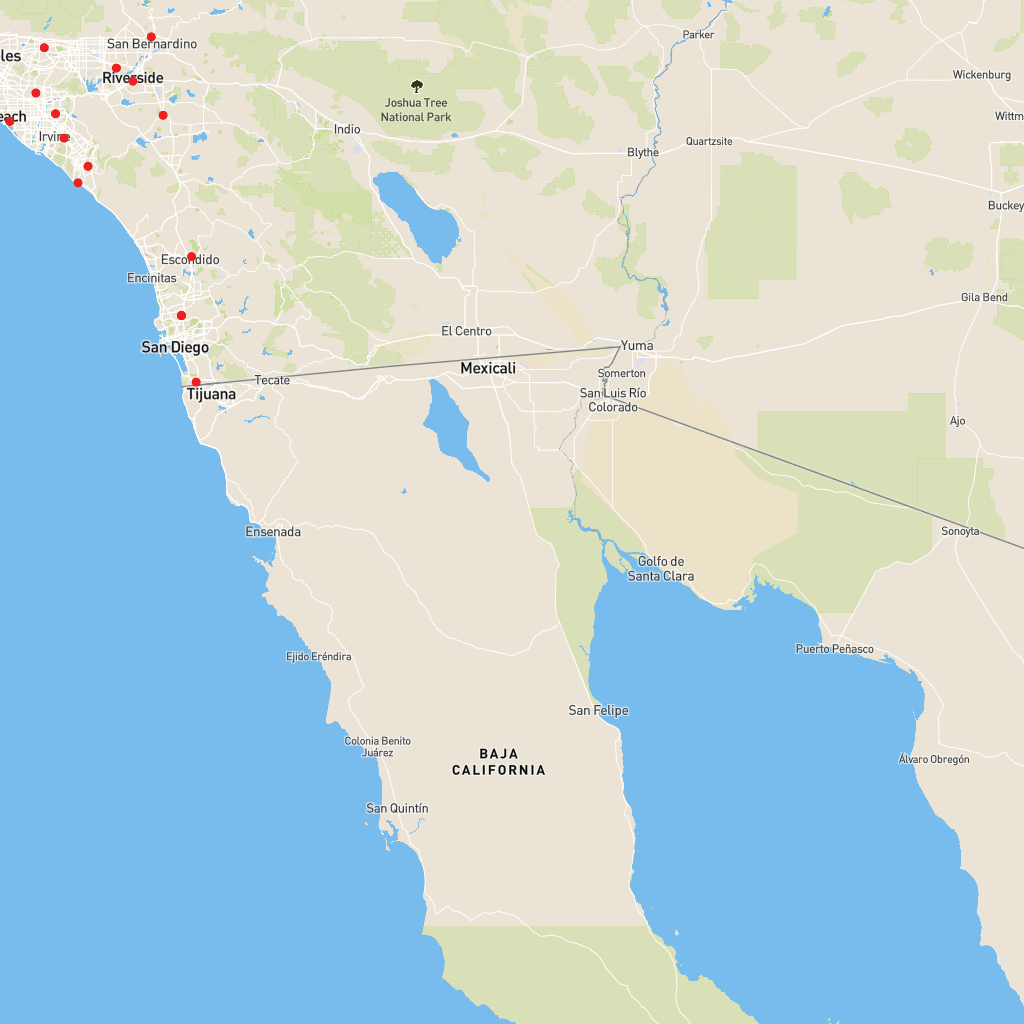 Parker
San Bernardino
les
Riverside
Wickenburg
Joshua Tree
National Park
each
Wittm
Indio
Irvine
Quartzsite
Blythe
Buckey
Escondido
Encinitas
Gila Bend
El Centro
San Diego
Yuma
Mexicali
Somerton
Tecate
Tijuana
San Luis Río
Colorado
Ajo
Ensenada
Sonoyta
Golfo de
Santa Clara
Puerto Peñasco
Ejido Eréndira
San Felipe
Colonia Benito
Juárez
BAJA
CALIFORNIA
Álvaro Obregón
San Quintín